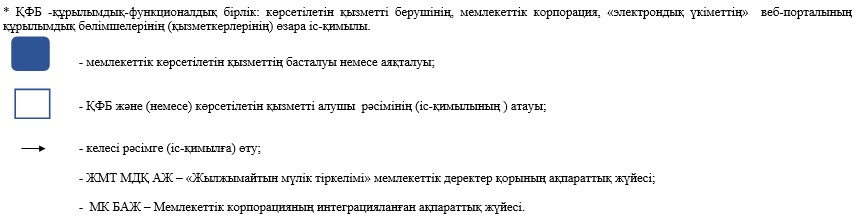 * ҚФБ -құрылымдық-функционалдық бірлік: көрсетілетін қызметті берушінің, мемлекеттік корпорация, «электрондық үкіметтің» веб-порталының
құрылымдық бөлімшелерінің (қызметкерлерінің) өзара іс-қимылы.
- мемлекеттік көрсетілетін қызметтің басталуы немесе аяқталуы;
- ҚФБ және (немесе) көрсетілетін қызметті алушы рәсімінің (іс-қимылының ) атауы;
- келесі рәсімге (іс-қимылға) өту;
- ЖМТ МДҚ АЖ – «Жылжымайтын мүлік тіркелімі» мемлекеттік деректер қорының ақпараттық жүйесі;
- МК БАЖ – Мемлекеттік корпорацияның интеграцияланған ақпараттық жүйесі.